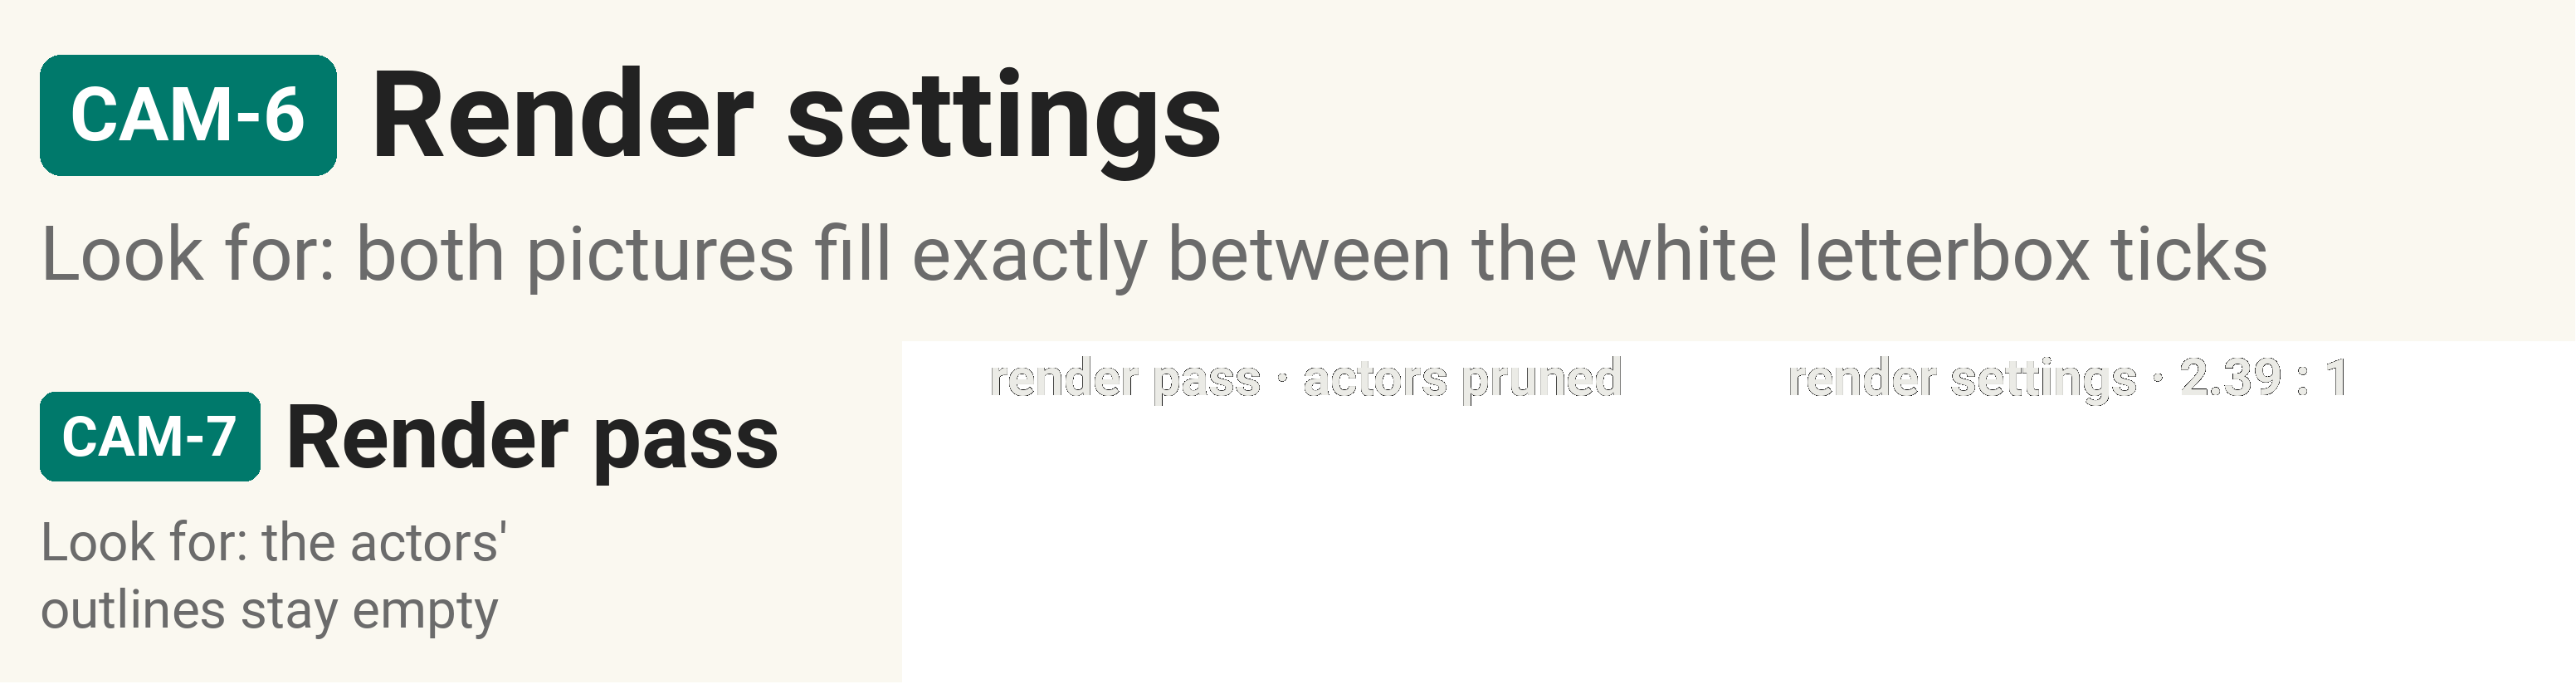 CAM-6 Render settings
Look for: both pictures fill exactly between the white letterbox ticks
CAM-7 Render pass
Look for: the actors'
outlines stay empty
render pass · actors pruned
render settings · 2.39 : 1